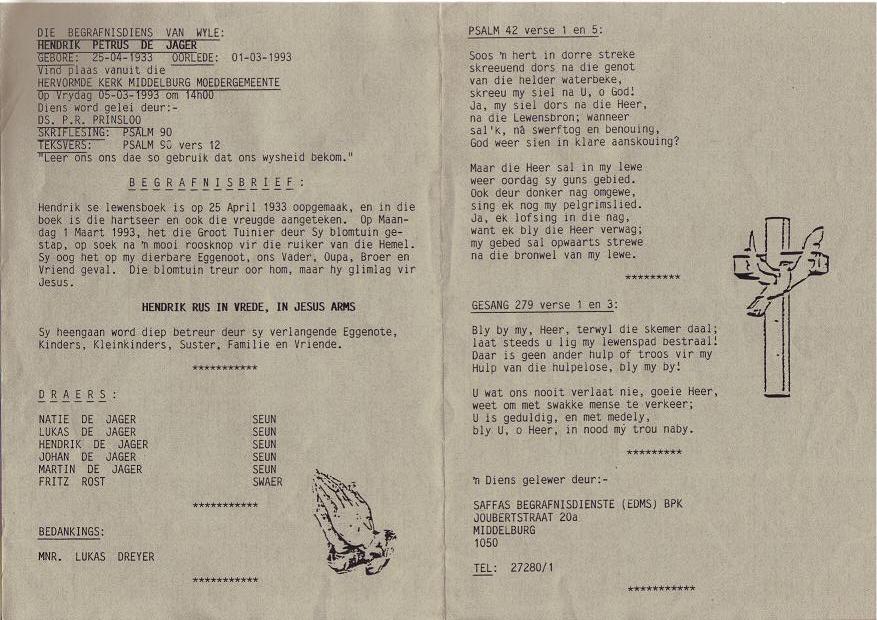 DIE BEGRAFNISDIENS VAN WYLE:
HENDRIK PETRUS DE JAGER
GEBORE: 25-04-1933 OORLEDE: 01-03-1993
Vind plaas vanuit die
HERVORMDE KERK MIDDELBURG MOEDERGEMEENTE
Op Vrydag 05-03-1993 om 14h00
Diens word gelei deur:-
DS. P.R. PRINSLOO
SKRIFLESING: PSALM 90
TEKSVERS: PSALM 90 vers 12
"Leer ons ons dae so gebruik dat ons wysheid bekom."
BEGRAFNISBRIEF:
Hendrik se lewensboek is op 25 April 1933 oopgemaak, en in die
boek is die hartseer en ook die vreugde aangeteken. Op Maan-
dag 1 Maart 1993, het die Groot Tuinier deur Sy blomtuin ge-
stap, op soek na 'n mooi roosknop vir die ruiker van die Hemel.
Sy oog het op my dierbare Eggenoot, ons Vader, Oupa, Broer en
Vriend geval. Die blomtuin treur oor hom, maar hy glimlag vir
Jesus.
HENDRIK RUS IN VREDE, IN JESUS ARMS
Sy heengaan word diep betreur deur sy verlangende Eggenote,
Kinders, Kleinkinders, Suster, Familie en Vriende.
***********
DRAERS:
NATIE DE JAGER SEUN
LUKAS DE JAGER SEUN
HENDRIK DE JAGER SEUN
JOHAN DE JAGER SEUN
MARTIN DE JAGER SEUN
FRITZ ROST SWAER
***********
BEDANKINGS:
MNR. LUKAS DREYER
***********
PSALM 42 verse 1 en 5:
Soos 'n hert in dorre streke
skreeuend dors na die genot
van die helder waterbeke,
skreeu my siel na U, o God!
Ja, my siel dors na die Heer,
na die Lewensbron; wanneer
sal'k, ná swerftog en benouing,
God weer sien in klare aanskouing?
Maar die Heer sal in my lewe
weer oordag sy guns gebied.
Ook deur donker nag omgewe,
sing ek nog my pelgrimslied.
Ja, ek lofsing in die nag,
want ek bly die Heer verwag;
my gebed sal opwaarts strewe
na die bronwel van my lewe.
*********
GESANG 279 verse 1 en 3:
Bly by my, Heer, terwyl die skemer daal;
laat steeds u lig my lewenspad bestraal!
Daar is geen ander hulp of troos vir my
Hulp van die hulpelose, bly my by!
U wat ons nooit verlaat nie, goeie Heer,
weet om met swakke mense te verkeer;
U is geduldig, en met medely,
bly U, o Heer, in nood mý trou naby.
*********
'n Diens gelewer deur:-
SAFFAS BEGRAFNISDIENSTE (EDMS) BPK
JOUBERTSTRAAT 20a
MIDDELBURG
1050
TEL: 27280/1
***********